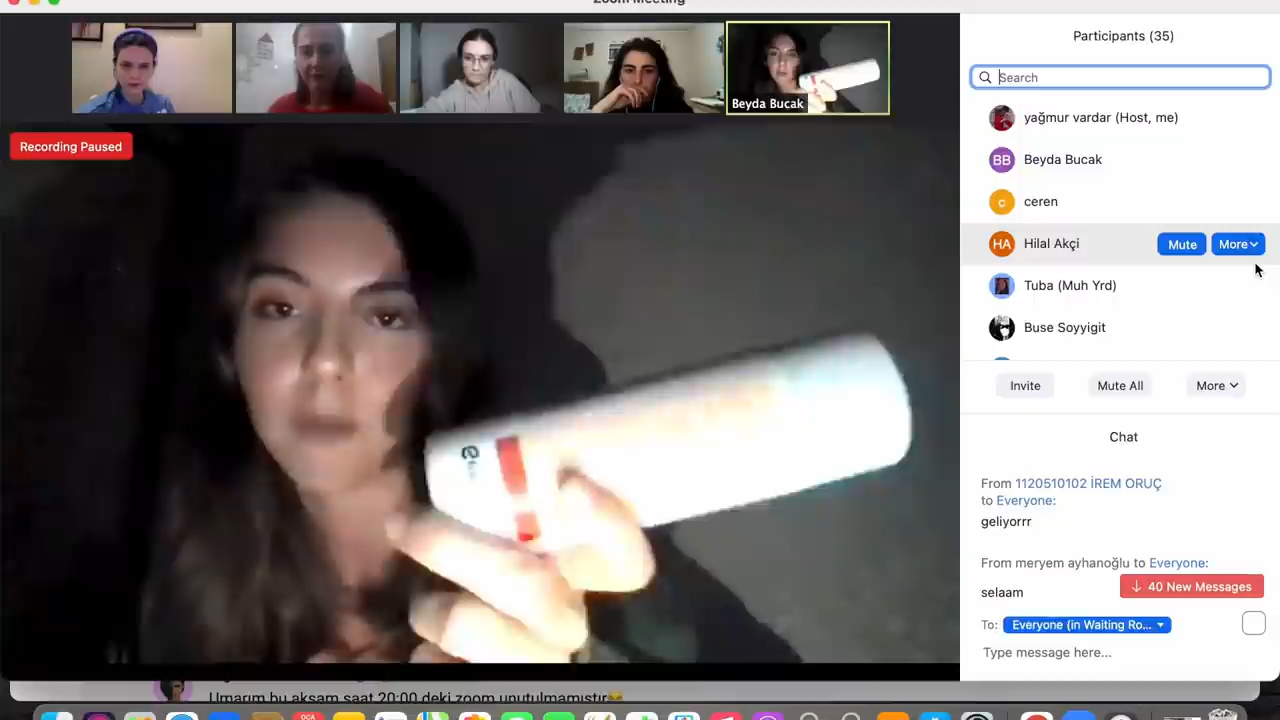 Zoom Meeting
Beyda Bucak
Recording Paused
Participants (35)
Search
yağmur vardar (Host, me)
BB Beyda Bucak
c ceren
HA Hilal Akçi Mute More
Tuba (Muh Yrd)
Buse Soyyigit
Invite Mute All More
Chat
From 1120510102 İREM ORUÇ
to Everyone:
geliyorrr
From meryem ayhanoğlu to Everyone:
selaam
↓ 40 New Messages
To: Everyone (in Waiting Ro...
Type message here...
Umarım bu akşam saat 20:00 deki zoom unutulmamıştır😂
OCA